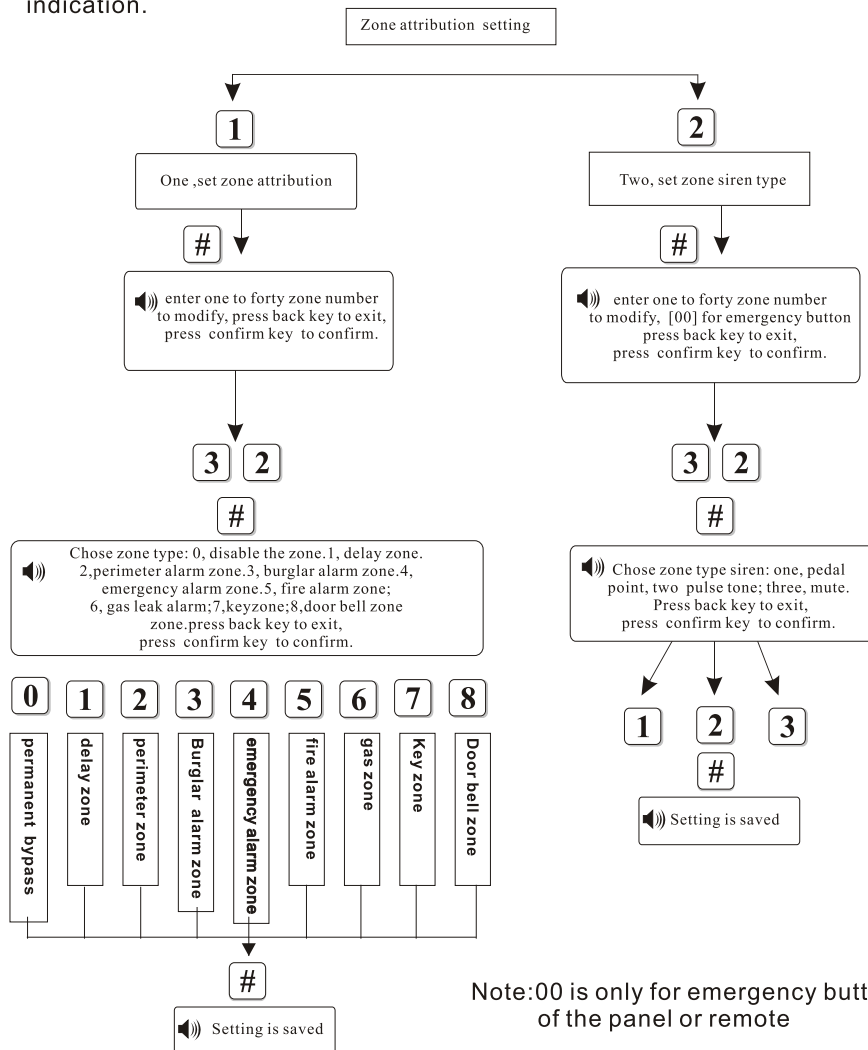 indication.
Zone attribution setting
1
2
One ,set zone attribution
Two, set zone siren type
#
#
enter one to forty zone number
to modify, press back key to exit,
press confirm key to confirm.
enter one to forty zone number
to modify, [00] for emergency button
press back key to exit,
press confirm key to confirm.
3 2
3 2
#
#
Chose zone type: 0, disable the zone.1, delay zone.
2,perimeter alarm zone.3, burglar alarm zone.4,
emergency alarm zone.5, fire alarm zone;
6, gas leak alarm;7,keyzone;8,door bell zone
zone.press back key to exit,
press confirm key to confirm.
Chose zone type siren: one, pedal
point, two pulse tone; three, mute.
Press back key to exit,
press confirm key to confirm.
0 1 2 3 4 5 6 7 8
permanent bypass
delay zone
perimeter zone
Burglar alarm zone
emergency alarm zone
fire alarm zone
gas zone
Key zone
Door bell zone
1 2 3
#
Setting is saved
#
Setting is saved
Note:00 is only for emergency butt
of the panel or remote